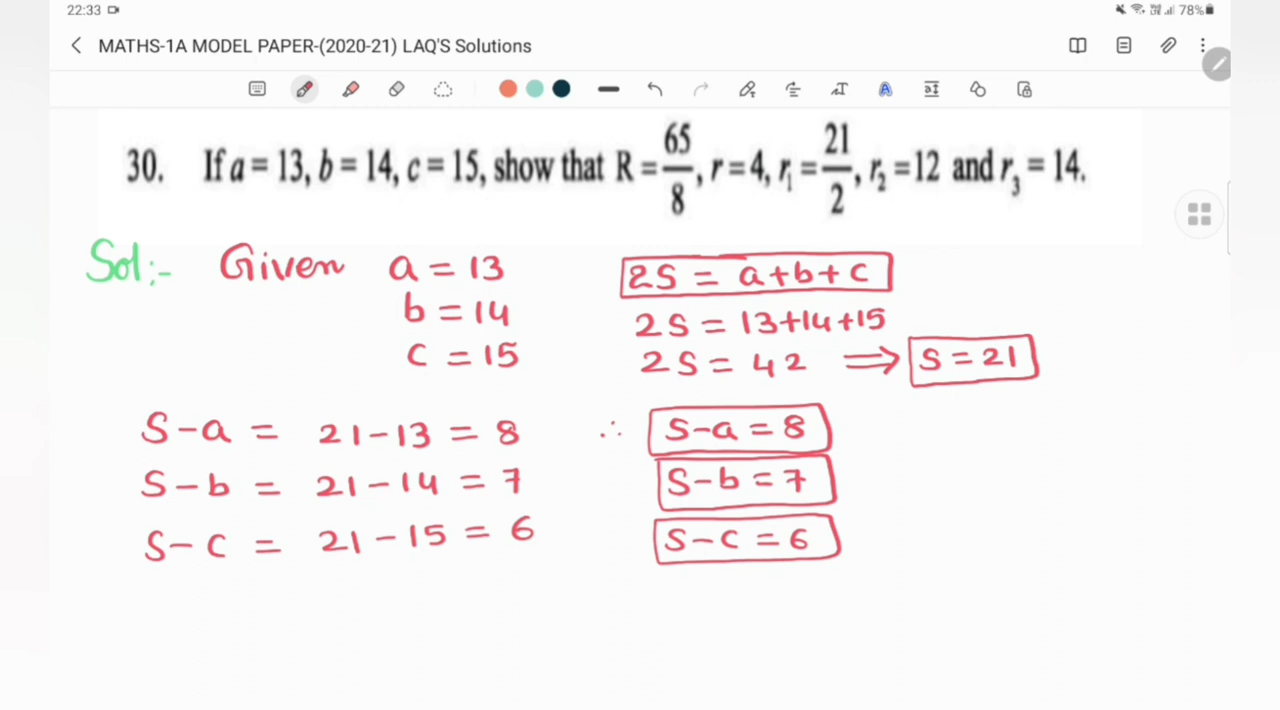 22:33 78%
MATHS-1A MODEL PAPER-(2020-21) LAQ'S Solutions
30. If a = 13, b = 14, c = 15, show that R = 65/8, r = 4, r₁ = 21/2, r₂ = 12 and r₃ = 14.
Sol:- Given a = 13 2S = a+b+c
b = 14 2S = 13+14+15
c = 15 2S = 42 ⟹ S = 21
S-a = 21-13 = 8 ∴ S-a = 8
S-b = 21-14 = 7 S-b = 7
S-c = 21-15 = 6 S-c = 6